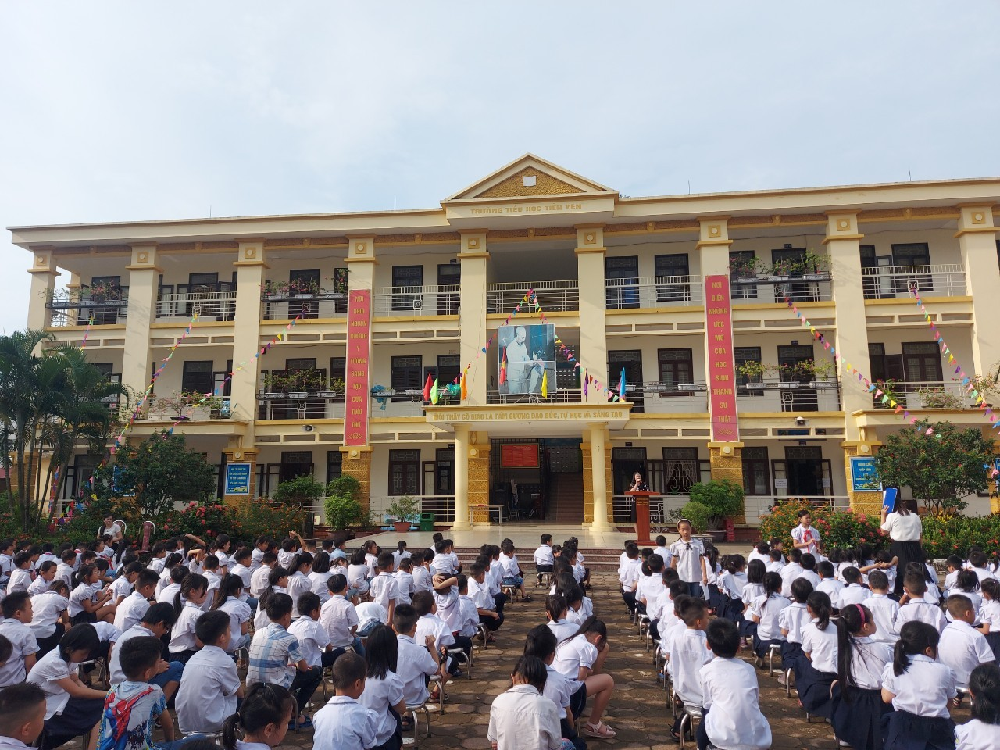 TRƯỜNG TIỂU HỌC TIỀN YÊN
NƠI
KHƠI
NGUỒN
NHỮNG
Ý
TƯỞNG
SÁNG
TẠO
CỦA
TUỔI
THƠ
NƠI
BIẾN
NHỮNG
ƯỚC
MƠ
CỦA
HỌC
SINH
THÀNH
SỰ
THẬT
MỖI THẦY CÔ GIÁO LÀ TẤM GƯƠNG ĐẠO ĐỨC, TỰ HỌC VÀ SÁNG TẠO